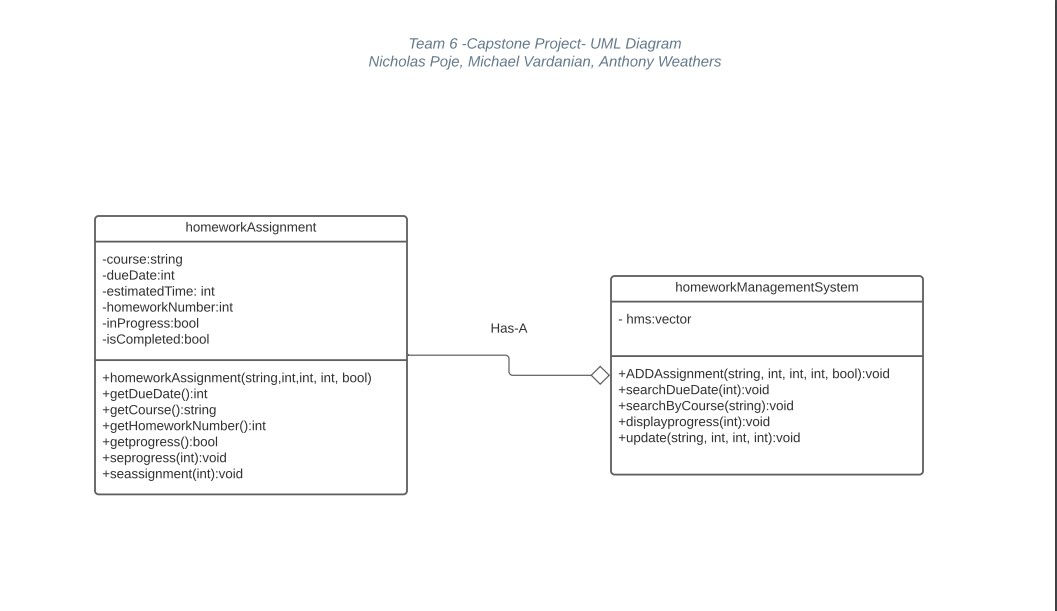 Team 6 -Capstone Project- UML Diagram
Nicholas Poje, Michael Vardanian, Anthony Weathers
homeworkAssignment
-course:string
-dueDate:int
-estimatedTime: int
-homeworkNumber:int
-inProgress:bool
-isCompleted:bool
+homeworkAssignment(string,int,int, int, bool)
+getDueDate():int
+getCourse():string
+getHomeworkNumber():int
+getprogress():bool
+seprogress(int):void
+seassignment(int):void
Has-A
homeworkManagementSystem
- hms:vector
+ADDAssignment(string, int, int, int, bool):void
+searchDueDate(int):void
+searchByCourse(string):void
+displayprogress(int):void
+update(string, int, int, int):void